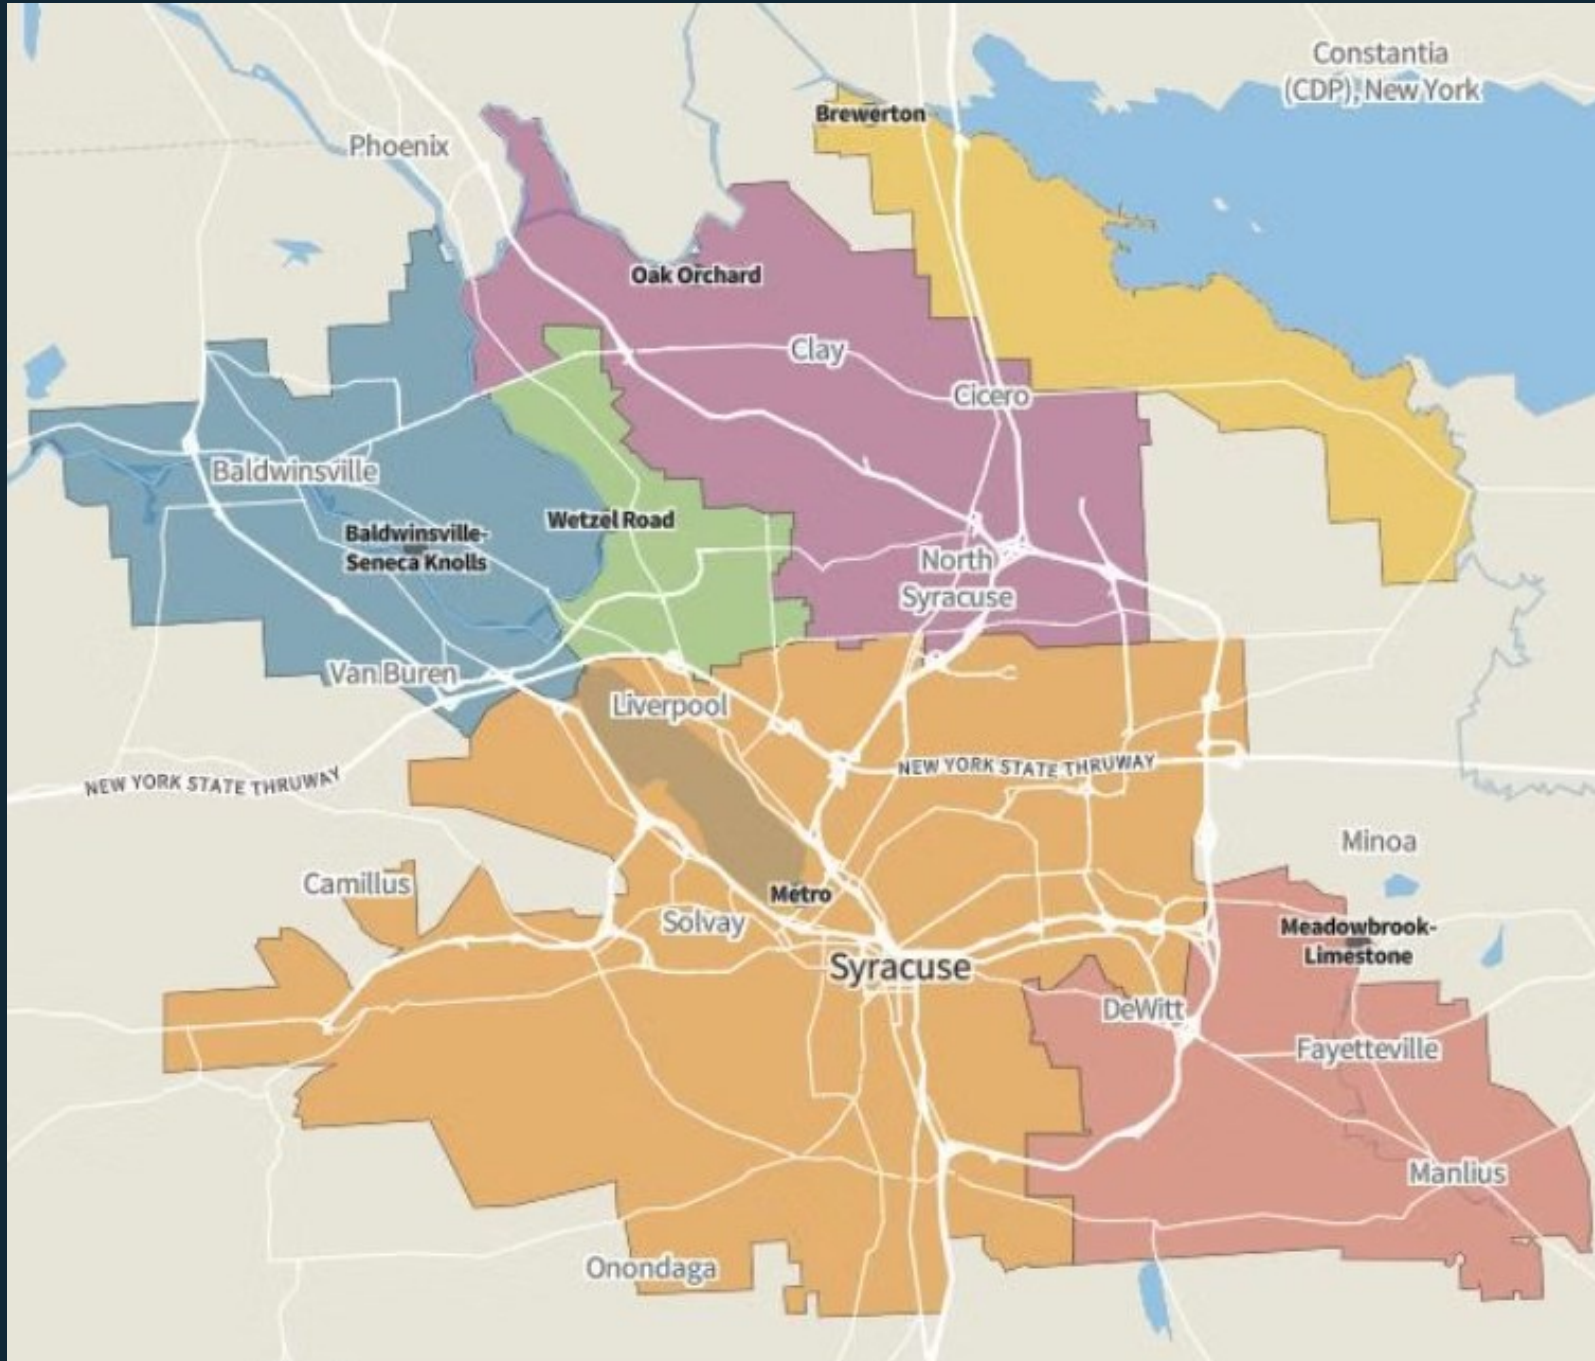 Constantia
(CDP), New York
Brewerton
Phoenix
Oak Orchard
Clay
Cicero
Baldwinsville
Wetzel Road
Baldwinsville-
Seneca Knolls
North
Syracuse
Van Buren
Liverpool
NEW YORK STATE THRUWAY
NEW YORK STATE THRUWAY
Minoa
Camillus
Metro
Solvay
Meadowbrook-
Limestone
Syracuse
DeWitt
Fayetteville
Manlius
Onondaga